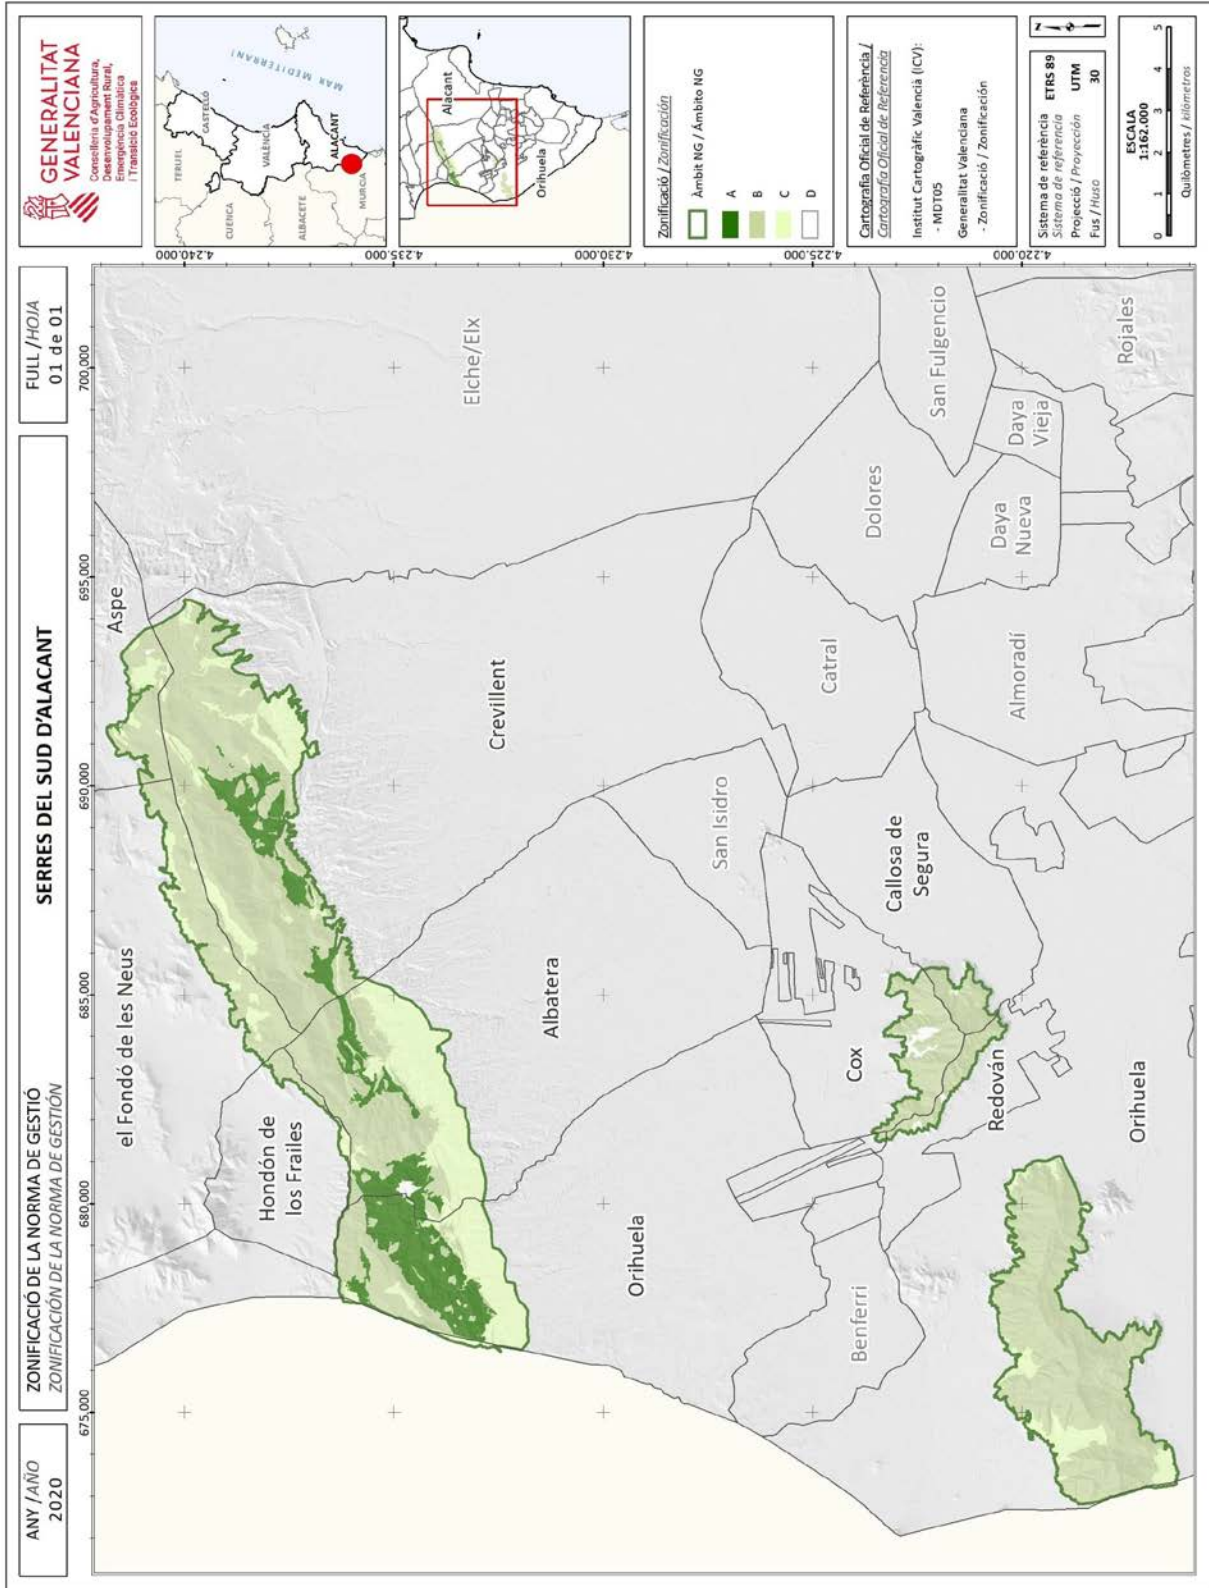 ANY / AÑO
2020
ZONIFICACIÓ DE LA NORMA DE GESTIÓ
ZONIFICACIÓN DE LA NORMA DE GESTIÓN
SERRES DEL SUD D'ALACANT
FULL / HOJA
01 de 01
GENERALITAT
VALENCIANA
Conselleria d'Agricultura,
Desenvolupament Rural,
Emergència Climàtica
i Transició Ecològica
675.000
680.000
685.000
690.000
695.000
700.000
4.240.000
4.235.000
4.230.000
4.225.000
4.220.000
el Fondó de les Neus
Aspe
Hondón de
los Frailes
Elche/Elx
Crevillent
Albatera
Orihuela
San Isidro
Catral
Dolores
San Fulgencio
Benferri
Cox
Callosa de
Segura
Almoradí
Daya
Nueva
Daya
Vieja
Redován
Orihuela
Rojales
TERUEL
CASTELLÓ
CUENCA
VALÈNCIA
ALBACETE
ALACANT
MURCIA
MAR MEDITERRANI
Alacant
Orihuela
Zonificació / Zonificación
Àmbit NG / Ámbito NG
A
B
C
D
Cartografia Oficial de Referència /
Cartografía Oficial de Referencia
Institut Cartogràfic Valencià (ICV):
- MDT05
Generalitat Valenciana
- Zonificació / Zonificación
Sistema de referència ETRS 89
Sistema de referencia
Projecció / Proyección UTM
Fus / Huso 30
N
ESCALA
1:162.000
0 1 2 3 4 5
Quilòmetres / kilómetros